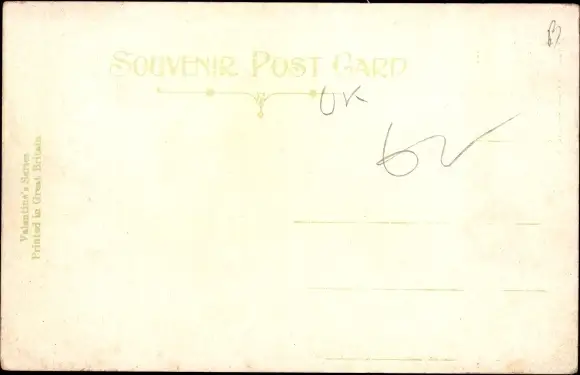 SOUVENIR POST CARD
UK
62
Valentine's Series
Printed in Great Britain